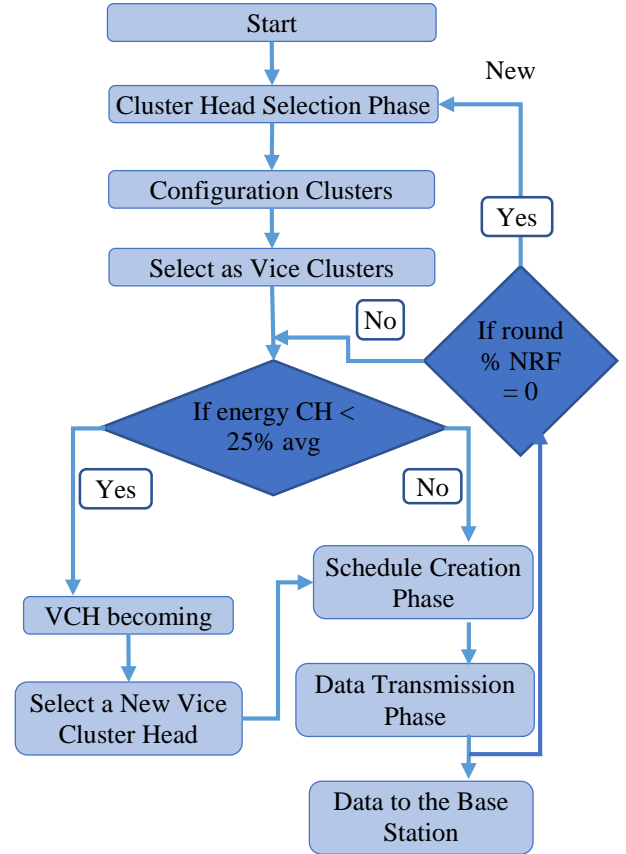 Start
New
Cluster Head Selection Phase
Configuration Clusters
Yes
Select as Vice Clusters
No
If round
% NRF
= 0
If energy CH <
25% avg
Yes
No
Schedule Creation
Phase
VCH becoming
Select a New Vice
Cluster Head
Data Transmission
Phase
Data to the Base
Station